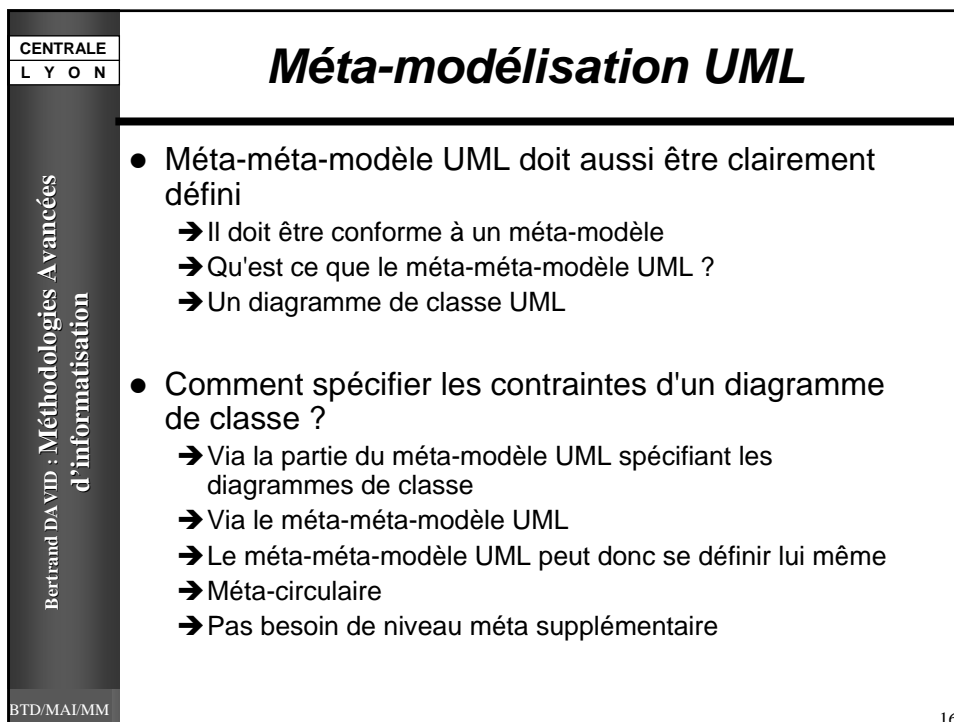 CENTRALE
L Y O N
Méta-modélisation UML
Bertrand DAVID : Méthodologies Avancées
d'informatisation
● Méta-méta-modèle UML doit aussi être clairement
défini
➔ Il doit être conforme à un méta-modèle
➔ Qu'est ce que le méta-méta-modèle UML ?
➔ Un diagramme de classe UML
● Comment spécifier les contraintes d'un diagramme
de classe ?
➔ Via la partie du méta-modèle UML spécifiant les
diagrammes de classe
➔ Via le méta-méta-modèle UML
➔ Le méta-méta-modèle UML peut donc se définir lui même
➔ Méta-circulaire
➔ Pas besoin de niveau méta supplémentaire
BTD/MAI/MM
16